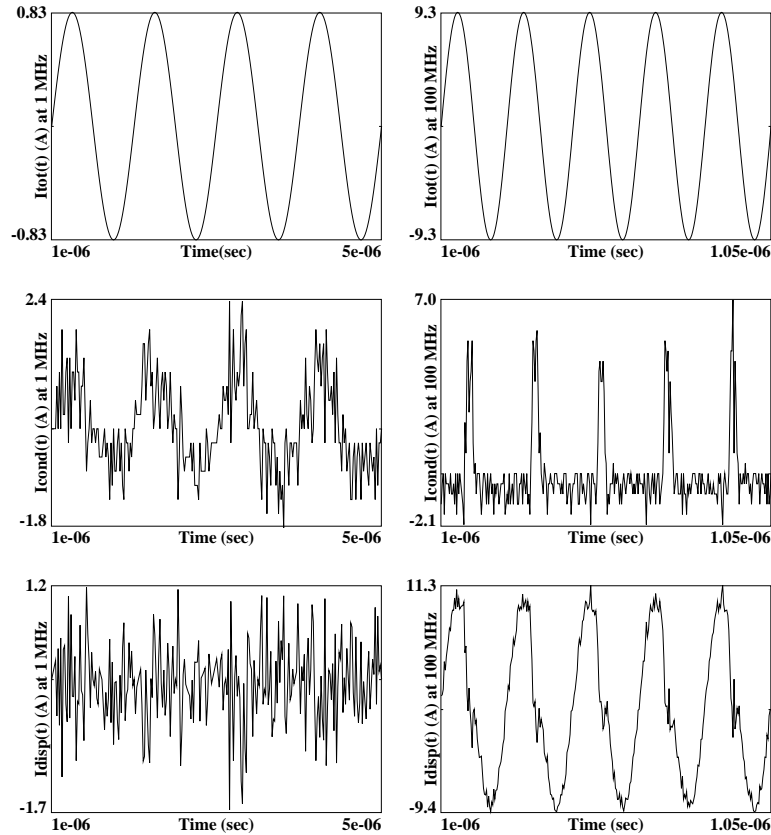 0.83
Itot(t) (A) at 1 MHz
-0.83
1e-06 Time(sec) 5e-06
9.3
Itot(t) (A) at 100 MHz
-9.3
1e-06 Time (sec) 1.05e-06
2.4
Icond(t) (A) at 1 MHz
-1.8
1e-06 Time (sec) 5e-06
7.0
Icond(t) (A) at 100 MHz
-2.1
1e-06 Time (sec) 1.05e-06
1.2
Idisp(t) (A) at 1 MHz
-1.7
1e-06 Time (sec) 5e-06
11.3
Idisp(t) (A) at 100 MHz
-9.4
1e-06 Time (sec) 1.05e-06